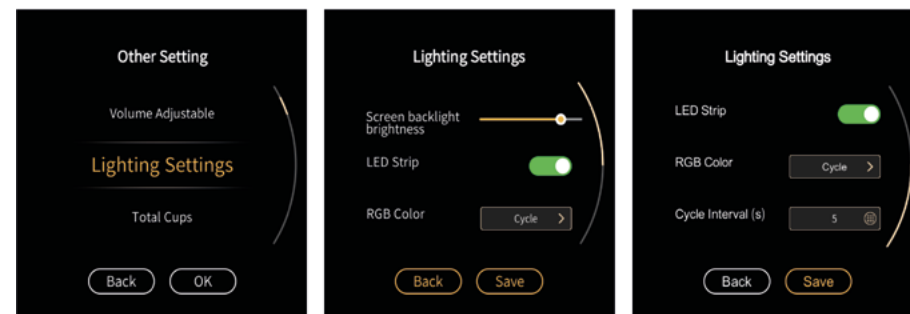 Other Setting
Volume Adjustable
Lighting Settings
Total Cups
Back OK
Lighting Settings
Screen backlight
brightness
LED Strip
RGB Color Cycle >
Back Save
Lighting Settings
LED Strip
RGB Color Cycle >
Cycle Interval (s) 5
Back Save